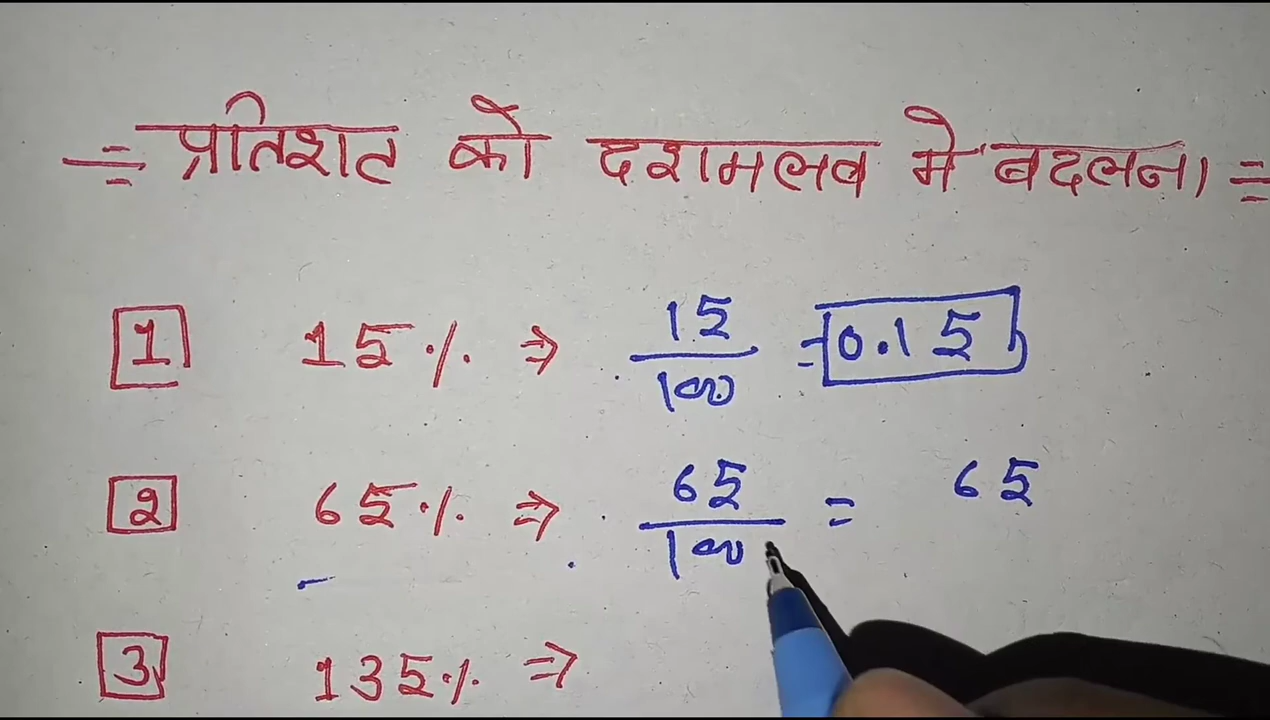 = प्रतिशत को दशमलव में बदलना =
1 15% ⇒ 15/100 = 0.15
2 65% ⇒ 65/100 = 65
3 135% ⇒